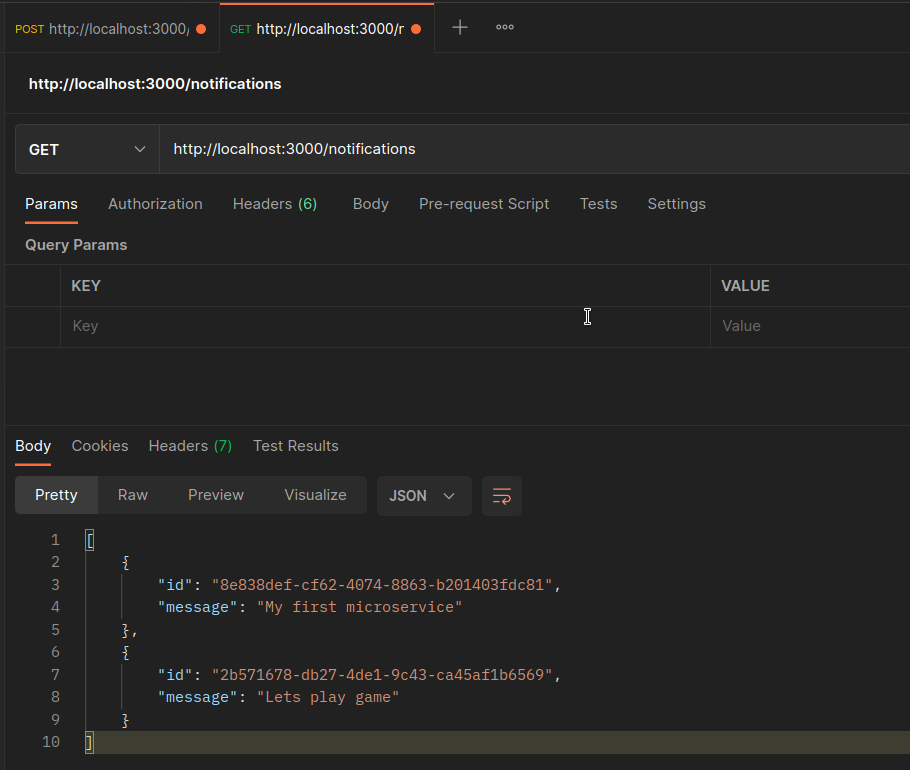 POST http://localhost:3000/ GET http://localhost:3000/r
http://localhost:3000/notifications
GET http://localhost:3000/notifications
Params Authorization Headers (6) Body Pre-request Script Tests Settings
Query Params
KEY VALUE
Key Value
Body Cookies Headers (7) Test Results
Pretty Raw Preview Visualize JSON
1 [
2 {
3 "id": "8e838def-cf62-4074-8863-b201403fdc81",
4 "message": "My first microservice"
5 },
6 {
7 "id": "2b571678-db27-4de1-9c43-ca45af1b6569",
8 "message": "Lets play game"
9 }
10 ]